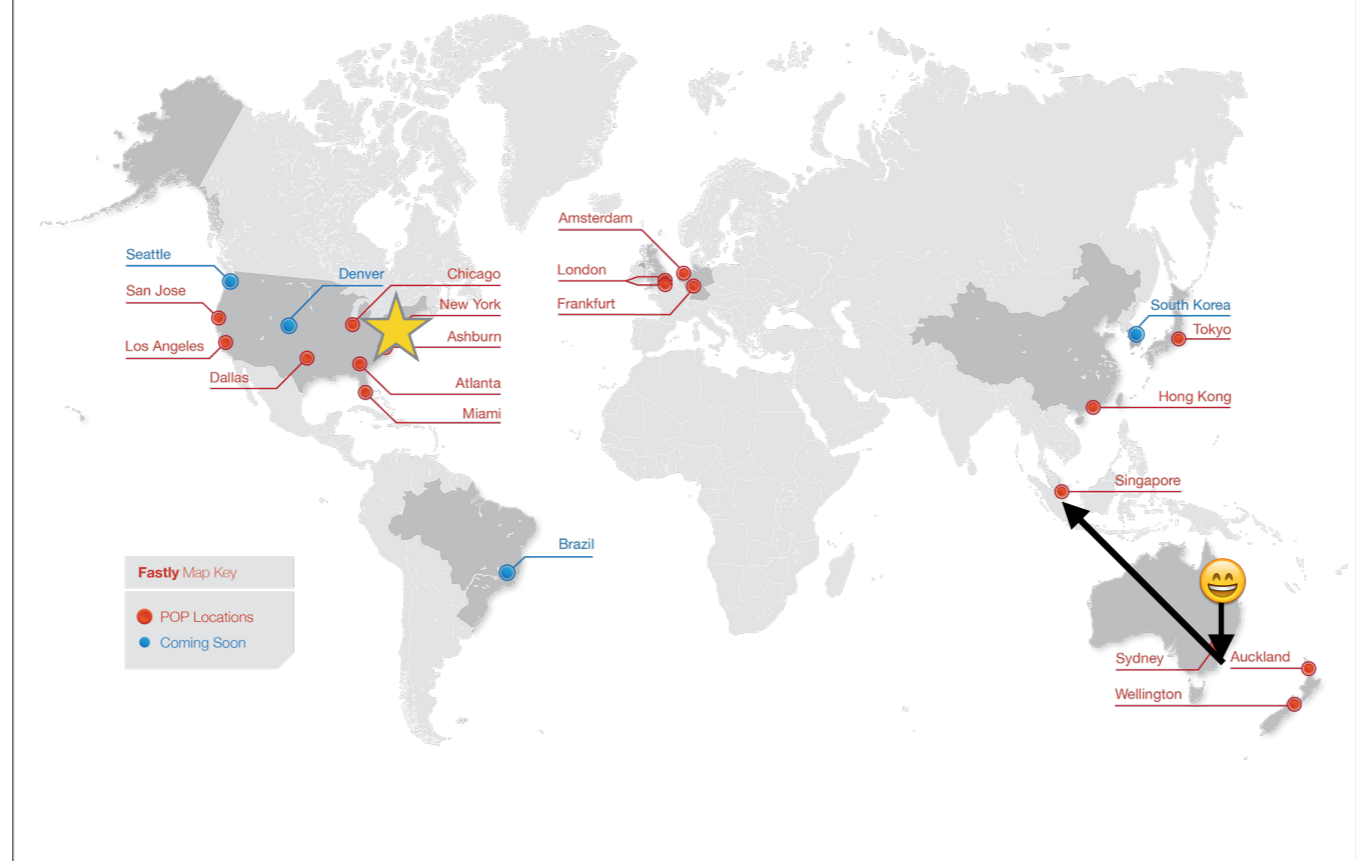 Amsterdam
Seattle
Denver
Chicago
London
San Jose
New York
Frankfurt
South Korea
Los Angeles
Ashburn
Tokyo
Dallas
Atlanta
Hong Kong
Miami
Singapore
Brazil
Fastly Map Key
POP Locations
Coming Soon
Sydney
Auckland
Wellington